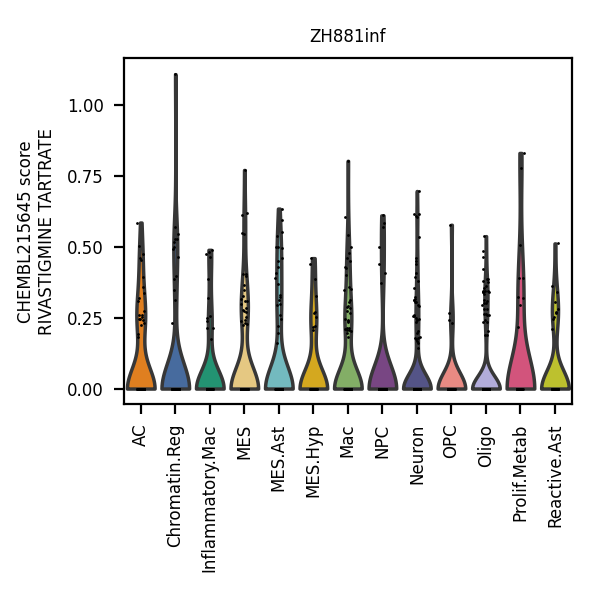 ZH881inf
CHEMBL215645 score
RIVASTIGMINE TARTRATE
1.00
0.75
0.50
0.25
0.00
AC
Chromatin.Reg
Inflammatory.Mac
MES
MES.Ast
MES.Hyp
Mac
NPC
Neuron
OPC
Oligo
Prolif.Metab
Reactive.Ast